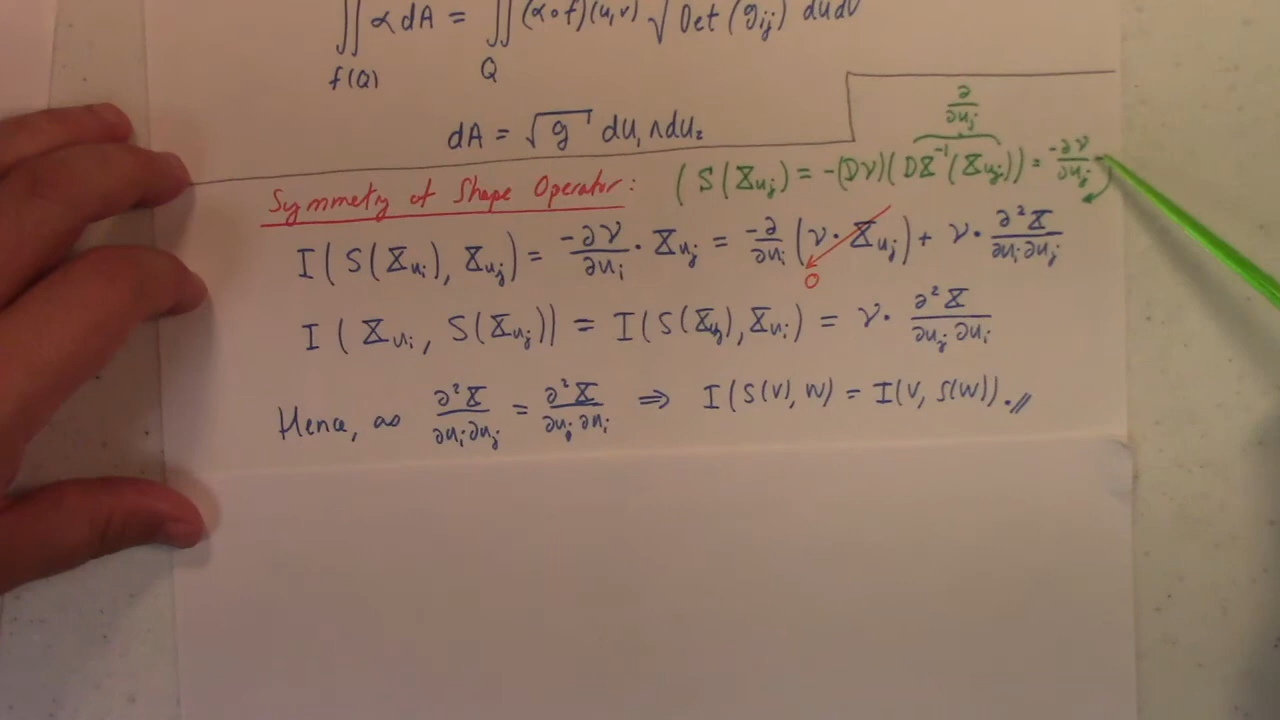 ∬ α dA = ∬ (α∘f)(u,v) √Det(gij) dudv
f(Q) Q
dA = √g du₁∧du₂
∂/∂uj
Symmetry of Shape Operator: (S(𝕏uj) = -(Dν)(D𝕏⁻¹(𝕏uj)) = -∂ν/∂uj
I(S(𝕏ui), 𝕏uj) = -∂ν/∂ui · 𝕏uj = -∂/∂ui (ν · 𝕏uj) + ν · ∂²𝕏/∂ui∂uj
0
I(𝕏ui, S(𝕏uj)) = I(S(𝕏uj), 𝕏ui) = ν · ∂²𝕏/∂uj∂ui
Hence, as ∂²𝕏/∂ui∂uj = ∂²𝕏/∂uj∂ui ⇒ I(S(V), W) = I(V, S(W)).//